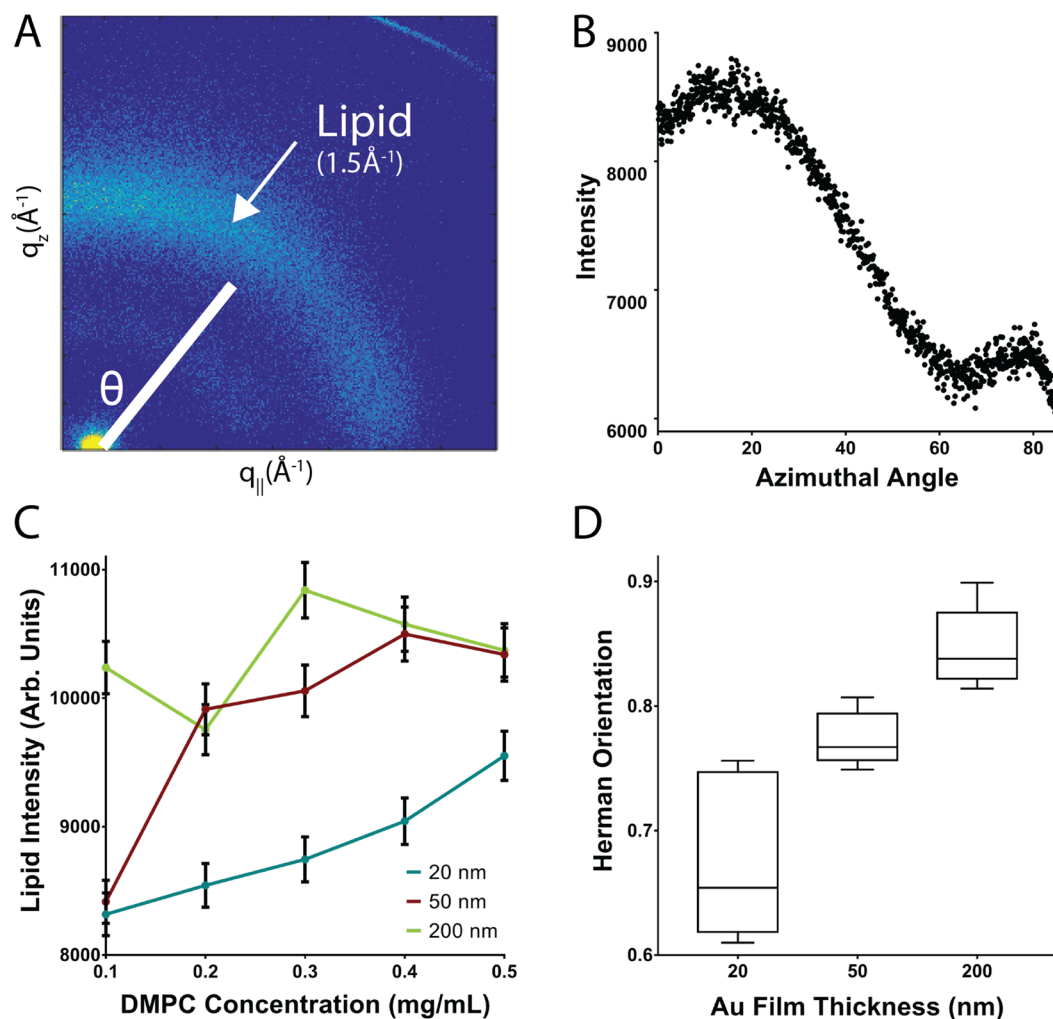 A
Lipid
(1.5Å⁻¹)
θ
q_z(Å⁻¹)
q_||(Å⁻¹)
B
9000
8000
7000
6000
Intensity
0
20
40
60
80
Azimuthal Angle
C
11000
10000
9000
8000
Lipid Intensity (Arb. Units)
20 nm
50 nm
200 nm
0.1
0.2
0.3
0.4
0.5
DMPC Concentration (mg/mL)
D
0.9
0.8
0.7
0.6
Herman Orientation
20
50
200
Au Film Thickness (nm)